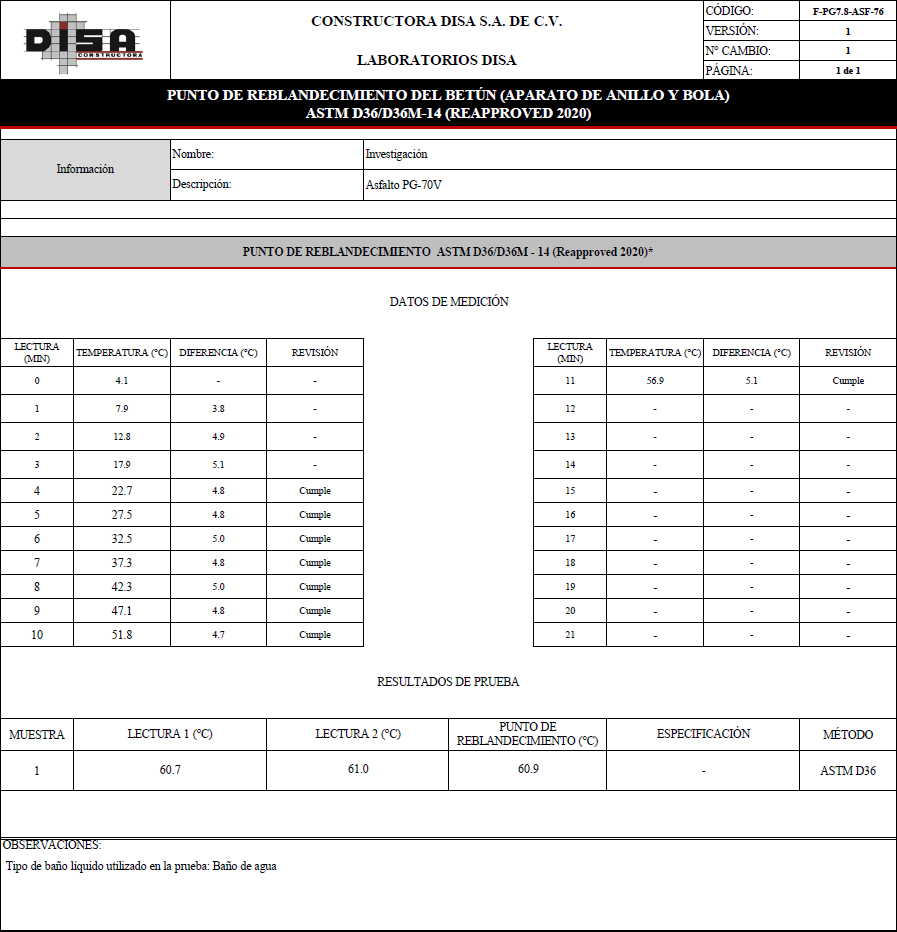 DISA
CONSTRUCTORA
CONSTRUCTORA DISA S.A. DE C.V.
LABORATORIOS DISA
CÓDIGO: F-PG7.8-ASF-76
VERSIÓN: 1
N° CAMBIO: 1
PÁGINA: 1 de 1
PUNTO DE REBLANDECIMIENTO DEL BETÚN (APARATO DE ANILLO Y BOLA)
ASTM D36/D36M-14 (REAPPROVED 2020)
Información
Nombre: Investigación
Descripción: Asfalto PG-70V
PUNTO DE REBLANDECIMIENTO ASTM D36/D36M - 14 (Reapproved 2020)*
DATOS DE MEDICIÓN
LECTURA (MIN) TEMPERATURA (°C) DIFERENCIA (°C) REVISIÓN
0 4.1 - -
1 7.9 3.8 -
2 12.8 4.9 -
3 17.9 5.1 -
4 22.7 4.8 Cumple
5 27.5 4.8 Cumple
6 32.5 5.0 Cumple
7 37.3 4.8 Cumple
8 42.3 5.0 Cumple
9 47.1 4.8 Cumple
10 51.8 4.7 Cumple
LECTURA (MIN) TEMPERATURA (°C) DIFERENCIA (°C) REVISIÓN
11 56.9 5.1 Cumple
12 - - -
13 - - -
14 - - -
15 - - -
16 - - -
17 - - -
18 - - -
19 - - -
20 - - -
21 - - -
RESULTADOS DE PRUEBA
MUESTRA LECTURA 1 (°C) LECTURA 2 (°C) PUNTO DE REBLANDECIMIENTO (°C) ESPECIFICACIÓN MÉTODO
1 60.7 61.0 60.9 - ASTM D36
OBSERVACIONES:
Tipo de baño líquido utilizado en la prueba: Baño de agua